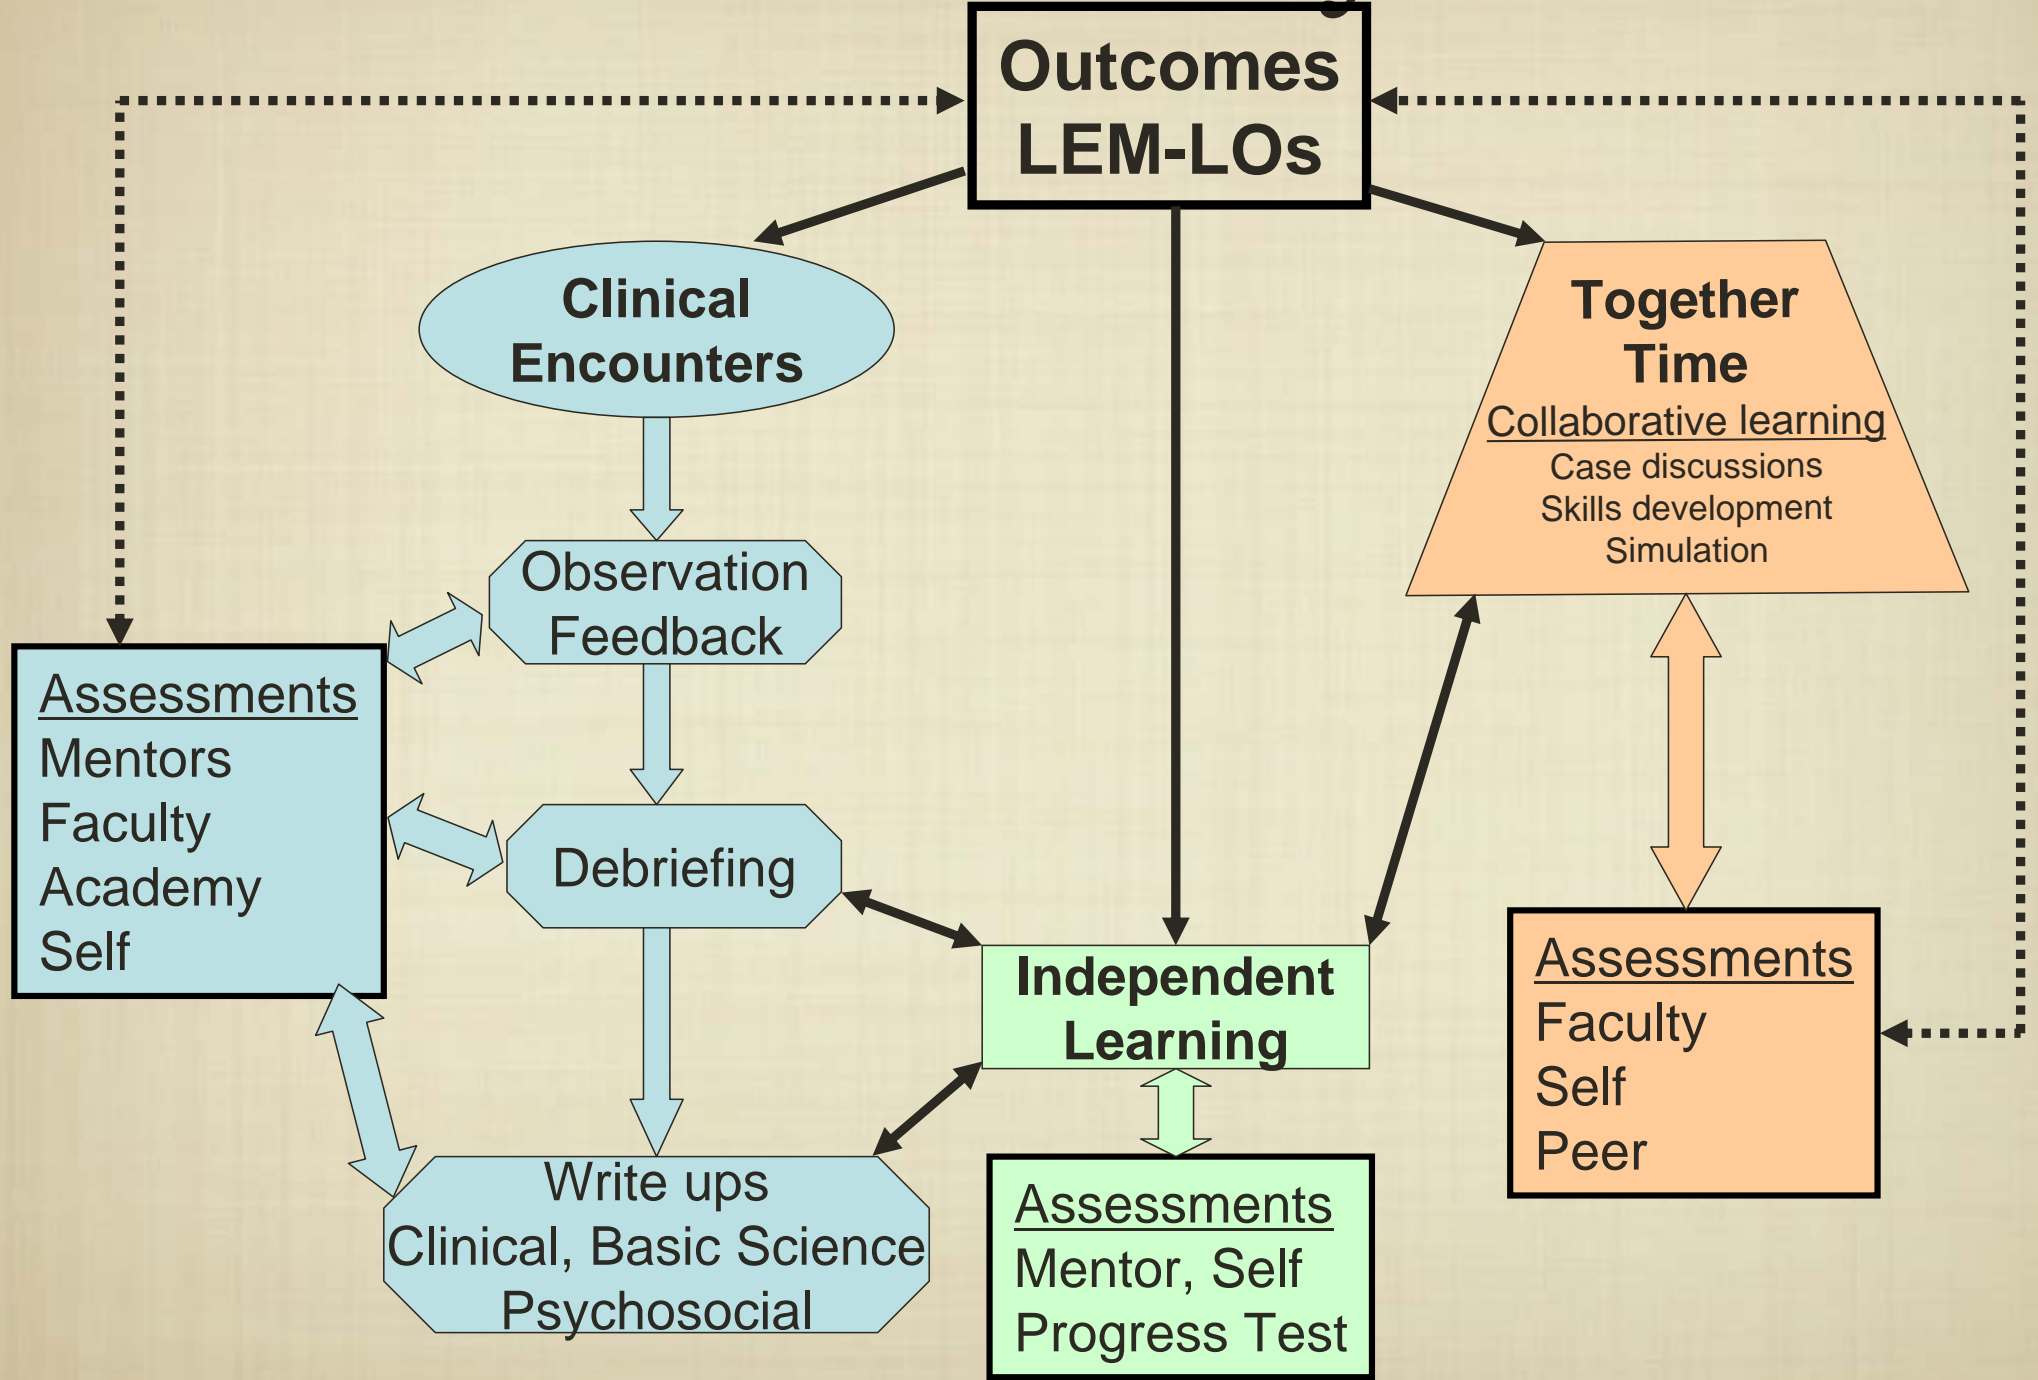 Outcomes
LEM-LOs
Clinical
Encounters
Together
Time
Collaborative learning
Case discussions
Skills development
Simulation
Observation
Feedback
Assessments
Mentors
Faculty
Academy
Self
Debriefing
Independent
Learning
Assessments
Faculty
Self
Peer
Write ups
Clinical, Basic Science
Psychosocial
Assessments
Mentor, Self
Progress Test